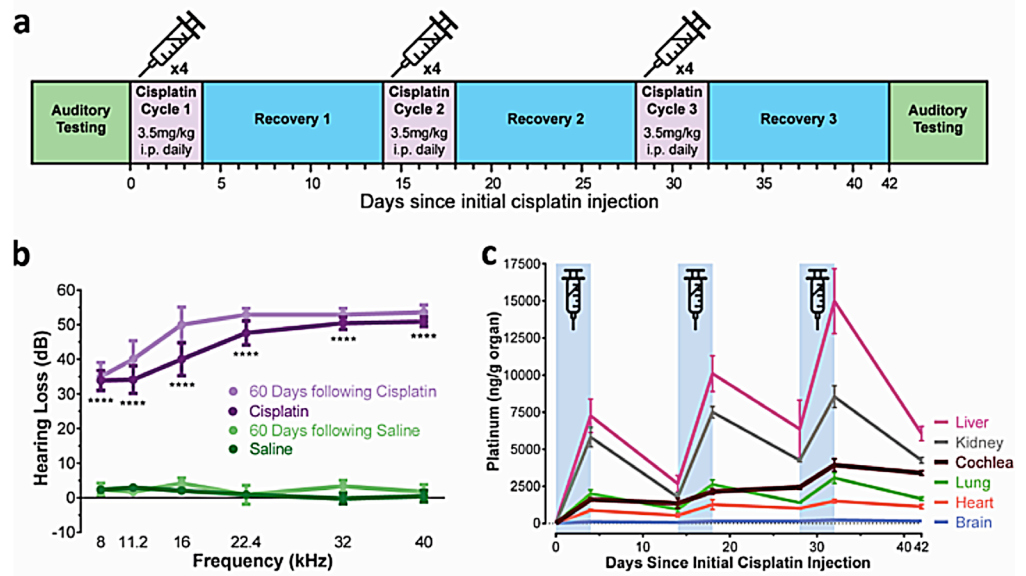 a
x4
x4
x4
Auditory
Testing
Cisplatin
Cycle 1
3.5mg/kg
i.p. daily
Recovery 1
Cisplatin
Cycle 2
3.5mg/kg
i.p. daily
Recovery 2
Cisplatin
Cycle 3
3.5mg/kg
i.p. daily
Recovery 3
Auditory
Testing
0 5 10 15 20 25 30 35 40 42
Days since initial cisplatin injection
b
Hearing Loss (dB)
60
50
40
30
20
10
0
-10
**** **** **** **** **** ****
60 Days following Cisplatin
Cisplatin
60 Days following Saline
Saline
8 11.2 16 22.4 32 40
Frequency (kHz)
c
Platinum (ng/g organ)
17500
15000
12500
10000
7500
5000
2500
0
Liver
Kidney
Cochlea
Lung
Heart
Brain
0 10 20 30 40 42
Days Since Initial Cisplatin Injection